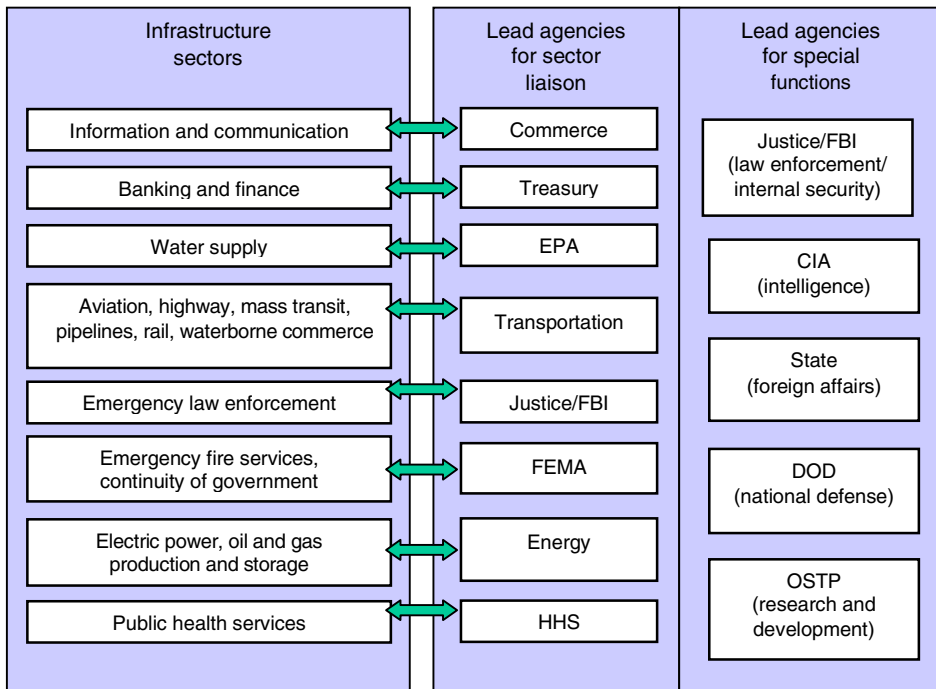 Infrastructure
sectors
Information and communication
Banking and finance
Water supply
Aviation, highway, mass transit,
pipelines, rail, waterborne commerce
Emergency law enforcement
Emergency fire services,
continuity of government
Electric power, oil and gas
production and storage
Public health services
Lead agencies
for sector
liaison
Commerce
Treasury
EPA
Transportation
Justice/FBI
FEMA
Energy
HHS
Lead agencies
for special
functions
Justice/FBI
(law enforcement/
internal security)
CIA
(intelligence)
State
(foreign affairs)
DOD
(national defense)
OSTP
(research and
development)